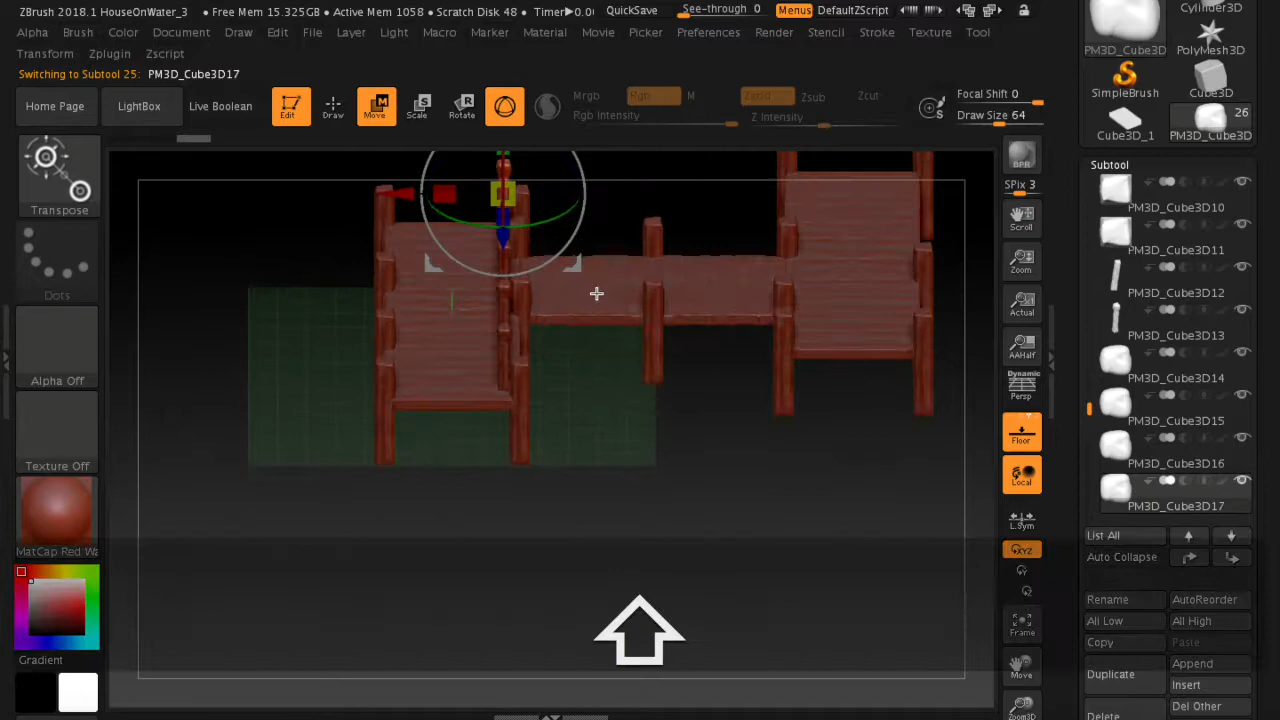 ZBrush 2018.1 HouseOnWater_3 • Free Mem 15.325GB • Active Mem 1058 • Scratch Disk 48 • Timer▶0.0 QuickSave See-through 0 Menus DefaultZScript
Alpha Brush Color Document Draw Edit File Layer Light Macro Marker Material Movie Picker Preferences Render Stencil Stroke Texture Tool
Transform Zplugin Zscript
Switching to Subtool 25: PM3D_Cube3D17
Home Page LightBox Live Boolean Edit Draw Move Scale Rotate
Mrgb Rgb M Zadd Zsub Zcut
Rgb Intensity Z Intensity
S Focal Shift 0
Draw Size 64
Transpose
Dots
Alpha Off
Texture Off
MatCap Red Wa
Gradient
BPR
SPix 3
Scroll
Zoom
Actual
AAHalf
Dynamic
Persp
Floor
Local
L.Sym
XYZ
Frame
Move
Zoom3D
Cylinder3D
PM3D_Cube3D PolyMesh3D
SimpleBrush Cube3D
26
Cube3D_1 PM3D_Cube3D
Subtool
PM3D_Cube3D10
PM3D_Cube3D11
PM3D_Cube3D12
PM3D_Cube3D13
PM3D_Cube3D14
PM3D_Cube3D15
PM3D_Cube3D16
PM3D_Cube3D17
List All
Auto Collapse
Rename AutoReorder
All Low All High
Copy Paste
Duplicate Append
Insert
Delete Del Other